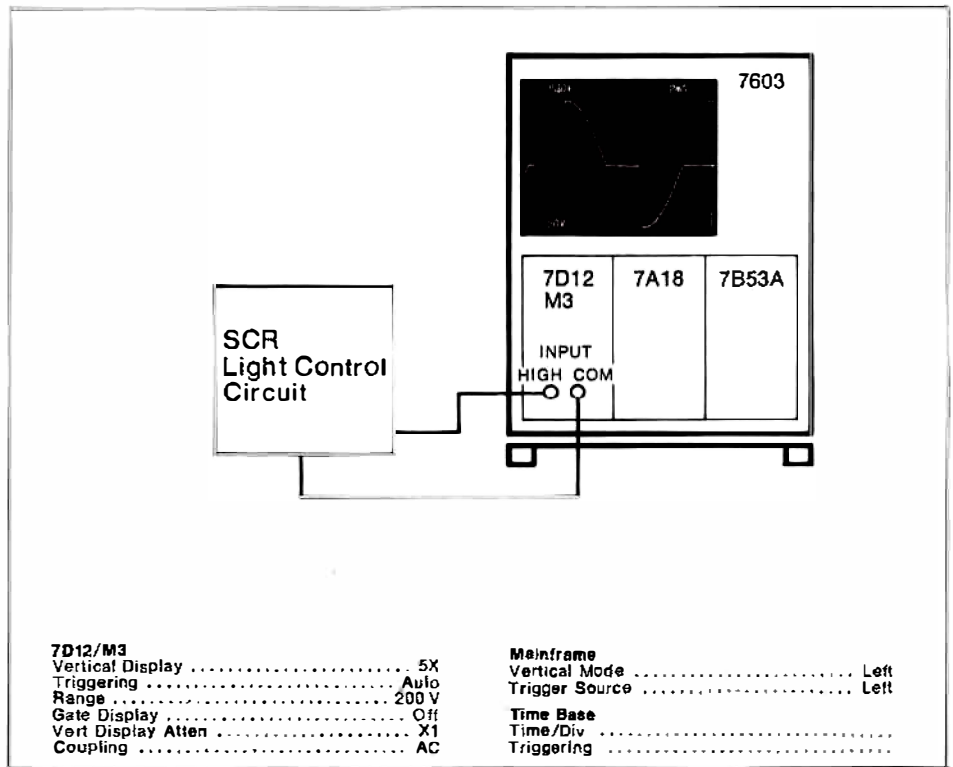 7603
7D12
M3
7A18
7B53A
INPUT
HIGH COM
SCR
Light Control
Circuit
7D12/M3
Vertical Display ........................ 5X
Triggering ........................ Auto
Range ........................ 200 V
Gate Display ........................ Off
Vert Display Atten ........................ X1
Coupling ........................ AC
Mainframe
Vertical Mode ........................ Left
Trigger Source ........................ Left
Time Base
Time/Div ........................
Triggering ........................